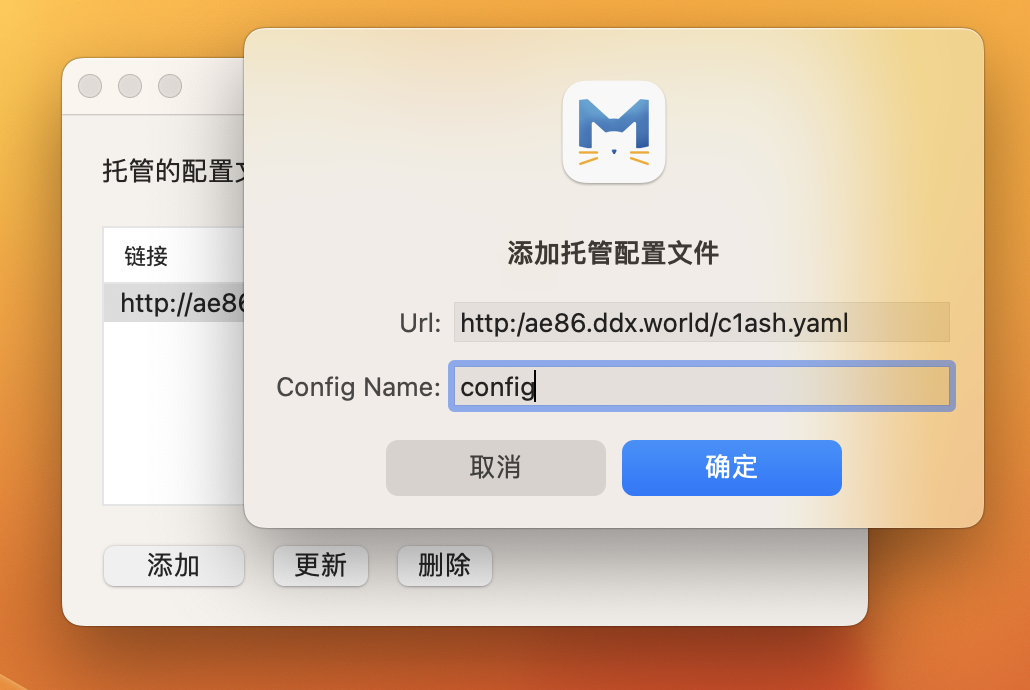 托管的配置文
链接
http://ae86
添加托管配置文件
Url: http:/ae86.ddx.world/c1ash.yaml
Config Name: config
取消 确定
添加 更新 删除